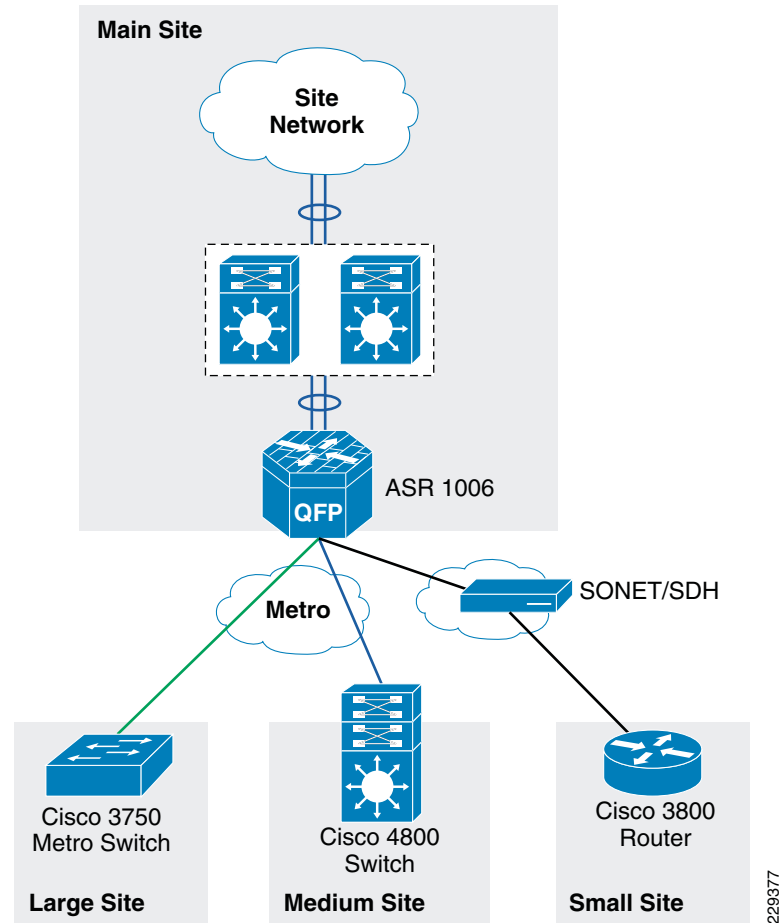 Main Site
Site
Network
ASR 1006
QFP
SONET/SDH
Metro
Cisco 3750
Metro Switch
Large Site
Cisco 4800
Switch
Medium Site
Cisco 3800
Router
Small Site
229377